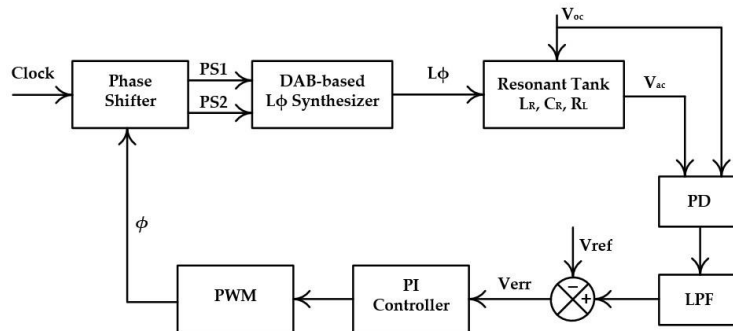 Clock
Phase
Shifter
PS1
PS2
DAB-based
Lϕ Synthesizer
Lϕ
Voc
Resonant Tank
LR, CR, RL
Vac
PD
LPF
Vref
−
+
Verr
PI
Controller
PWM
ϕ